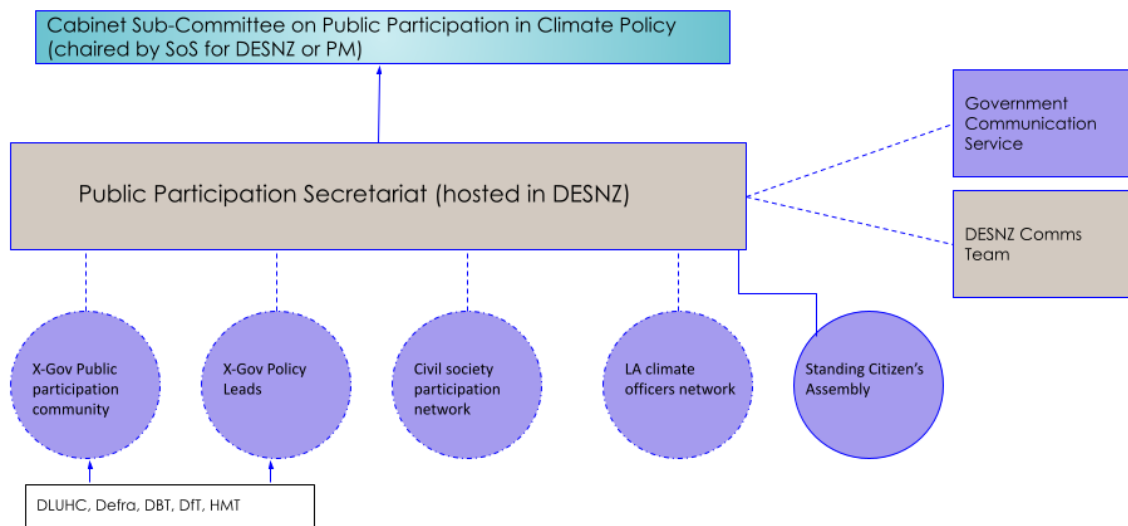 Cabinet Sub-Committee on Public Participation in Climate Policy
(chaired by SoS for DESNZ or PM)
Government
Communication
Service
Public Participation Secretariat (hosted in DESNZ)
DESNZ Comms
Team
X-Gov Public
participation
community
X-Gov Policy
Leads
Civil society
participation
network
LA climate
officers network
Standing Citizen's
Assembly
DLUHC, Defra, DBT, DfT, HMT